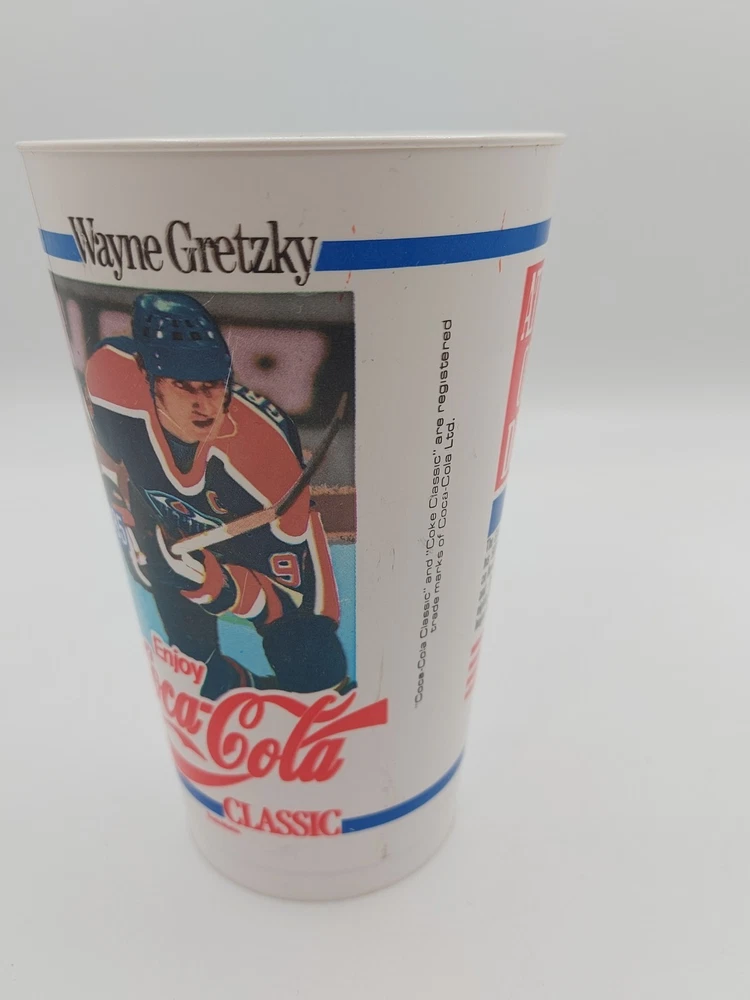 Wayne Gretzky
C
9
Enjoy
Coca-Cola
CLASSIC
"Coca-Cola Classic" and "Coke Classic" are registered
trade marks of Coca-Cola Ltd.